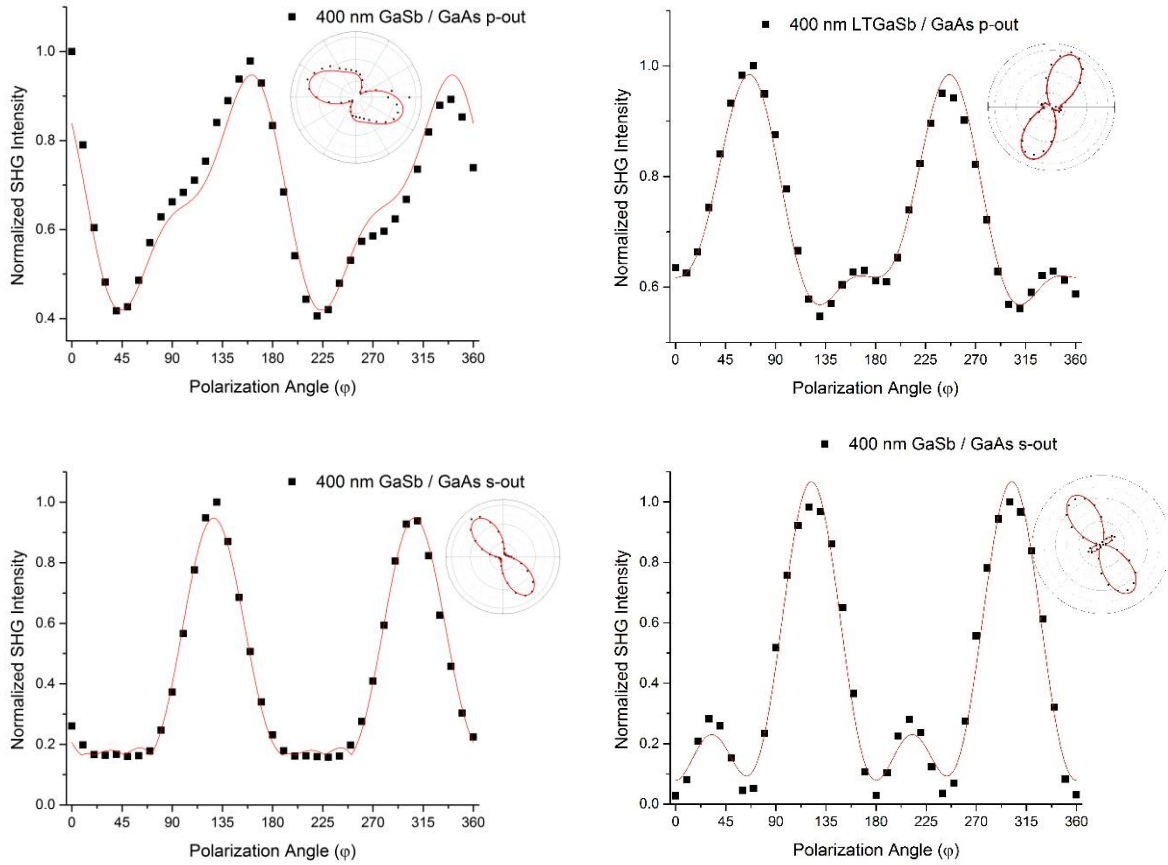 400 nm GaSb / GaAs p-out
1.0
0.8
0.6
0.4
Normalized SHG Intensity
0 45 90 135 180 225 270 315 360
Polarization Angle (φ)
400 nm LTGaSb / GaAs p-out
1.0
0.8
0.6
Normalized SHG Intensity
0 45 90 135 180 225 270 315 360
Polarization Angle (φ)
400 nm GaSb / GaAs s-out
1.0
0.8
0.6
0.4
0.2
0.0
Normalized SHG Intensity
0 45 90 135 180 225 270 315 360
Polarization Angle (φ)
400 nm GaSb / GaAs s-out
1.0
0.8
0.6
0.4
0.2
0.0
Normalized SHG Intensity
0 45 90 135 180 225 270 315 360
Polarization Angle (φ)